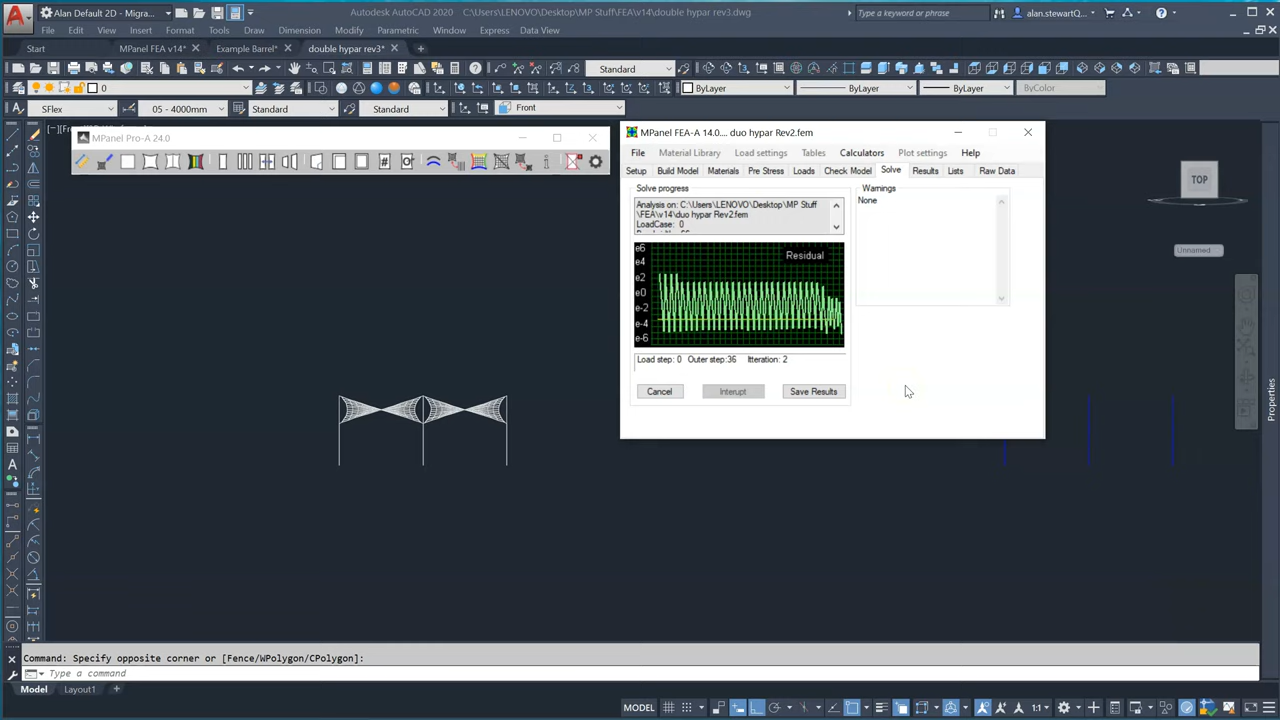 Alan Default 2D - Migra...
Autodesk AutoCAD 2020 C:\Users\LENOVO\Desktop\MP Stuff\FEA\v14\double hypar rev3.dwg
Type a keyword or phrase
alan.stewartQ...
File Edit View Insert Format Tools Draw Dimension Modify Parametric Window Express Data View
Start MPanel FEA v14* Example Barrel* double hypar rev3*
Standard
0 ByLayer ByLayer ByLayer ByColor
SFlex 05 - 4000mm Standard Standard Front
MPanel Pro-A 24.0
MPanel FEA-A 14.0.... duo hypar Rev2.fem
File Material Library Load settings Tables Calculators Plot settings Help
Setup Build Model Materials Pre Stress Loads Check Model Solve Results Lists Raw Data
Solve progress
Analysis on: C:\Users\LENOVO\Desktop\MP Stuff
\FEA\v14\duo hypar Rev2.fem
LoadCase: 0
Warnings
None
Residual
e6
e4
e2
e0
e-2
e-4
e-6
Load step: 0 Outer step:36 Itteration: 2
Cancel Interupt Save Results
TOP
Unnamed
Properties
Command: Specify opposite corner or [Fence/WPolygon/CPolygon]:
Type a command
Model Layout1
MODEL 1:1